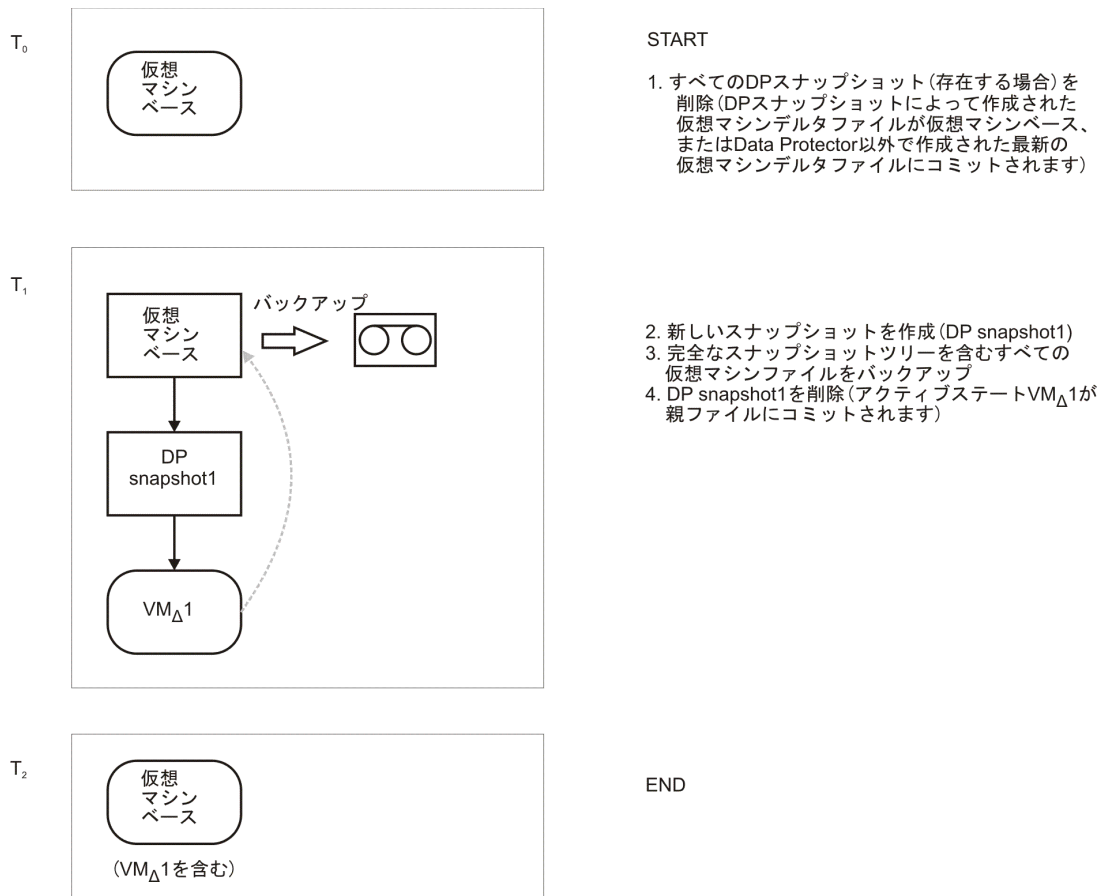 T₀
仮想
マシン
ベース
START
1. すべてのDPスナップショット(存在する場合)を
削除(DPスナップショットによって作成された
仮想マシンデルタファイルが仮想マシンベース、
またはData Protector以外で作成された最新の
仮想マシンデルタファイルにコミットされます)
T₁
仮想
マシン
ベース
バックアップ
DP
snapshot1
VMΔ1
2. 新しいスナップショットを作成(DP snapshot1)
3. 完全なスナップショットツリーを含むすべての
仮想マシンファイルをバックアップ
4. DP snapshot1を削除(アクティブステートVMΔ1が
親ファイルにコミットされます)
T₂
仮想
マシン
ベース
(VMΔ1を含む)
END